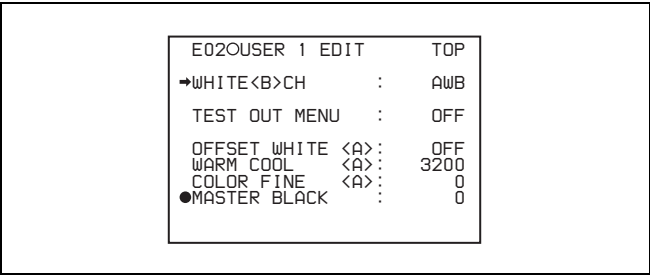 E02○USER 1 EDIT TOP
➡WHITE<B>CH : AWB
TEST OUT MENU : OFF
OFFSET WHITE <A>: OFF
WARM COOL <A>: 3200
COLOR FINE <A>: 0
●MASTER BLACK : 0